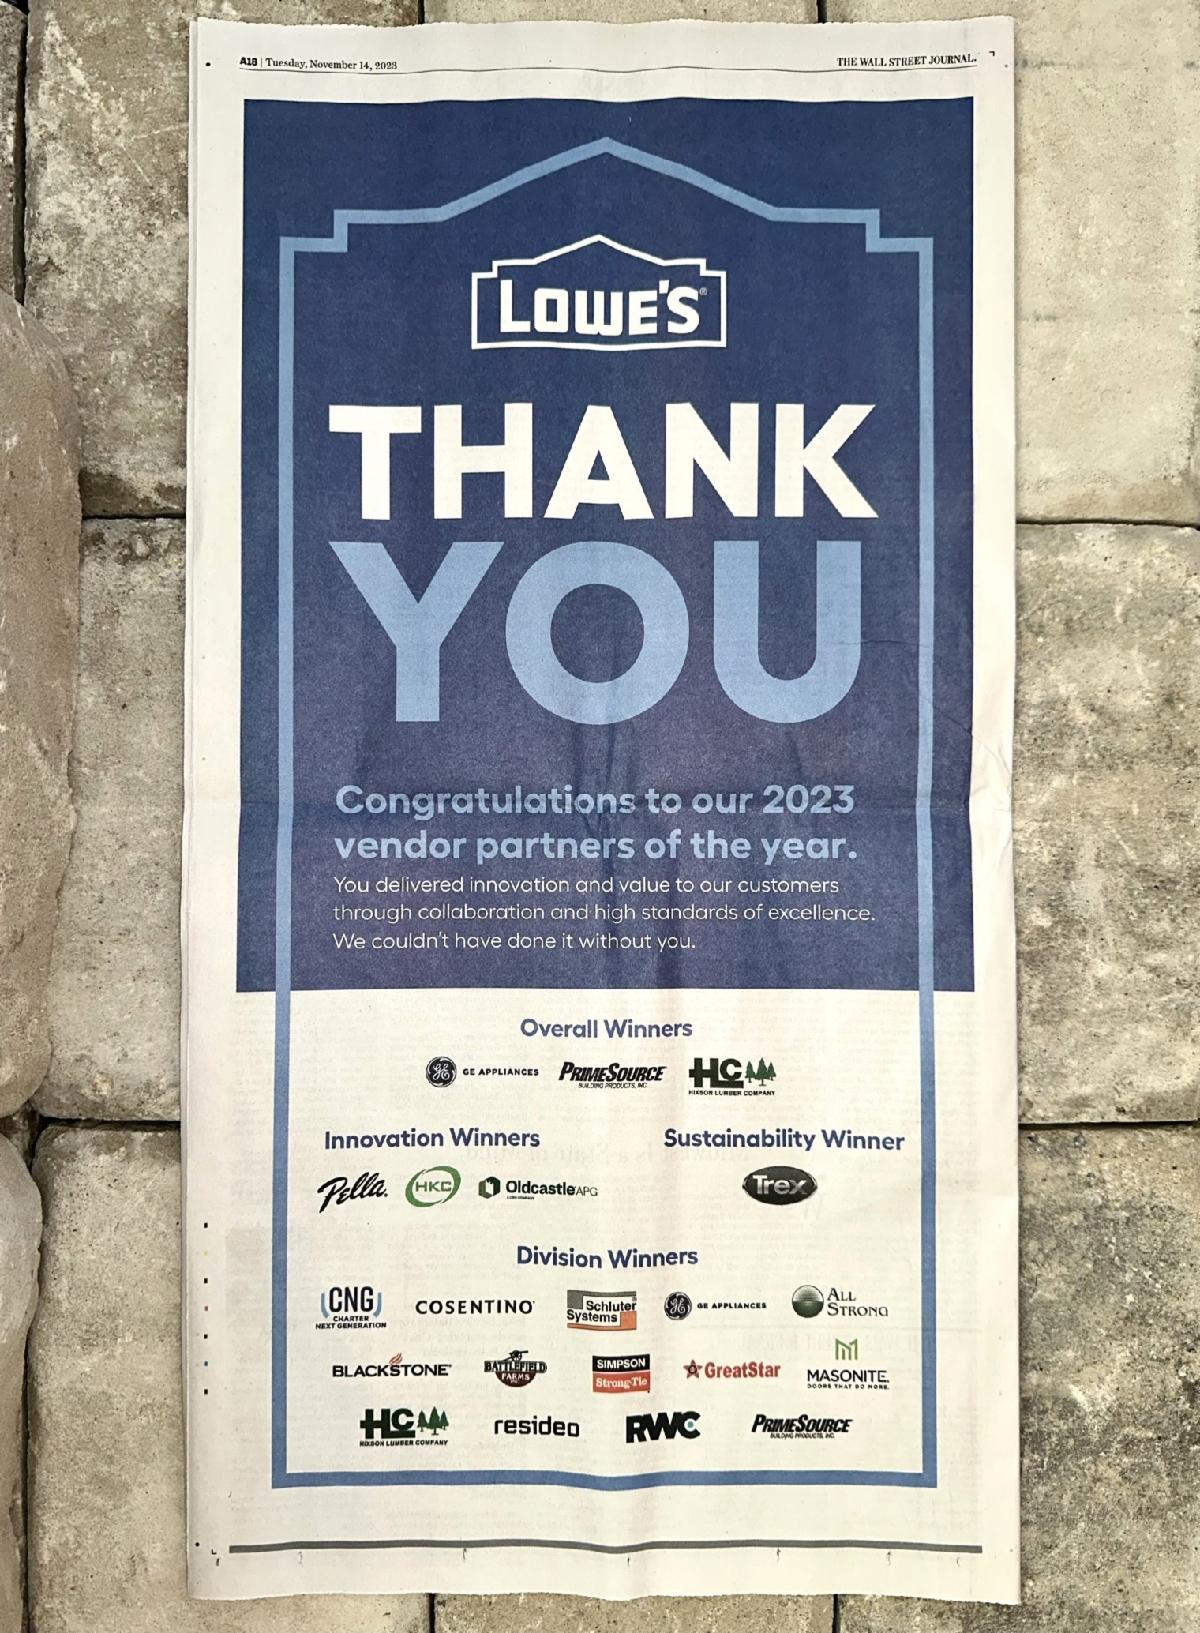 A18 | Tuesday, November 14, 2023
THE WALL STREET JOURNAL.
LOWE'S®
THANK
YOU
Congratulations to our 2023
vendor partners of the year.
You delivered innovation and value to our customers
through collaboration and high standards of excellence.
We couldn't have done it without you.
Overall Winners
GE GE APPLIANCES
PRIMESOURCE
BUILDING PRODUCTS, INC.
HLC
HIXSON LUMBER COMPANY
Innovation Winners
Sustainability Winner
Pella.
HKC
Oldcastle APG
Trex
Division Winners
CNG
CHARTER
NEXT GENERATION
COSENTINO
Schluter
Systems
GE GE APPLIANCES
ALL
STRONG
BLACKSTONE
BATTLEFIELD
FARMS
SIMPSON
Strong-Tie
GreatStar
MASONITE
DOORS THAT DO MORE.
HLC
HIXSON LUMBER COMPANY
resideo
RWC
PRIMESOURCE
BUILDING PRODUCTS, INC.